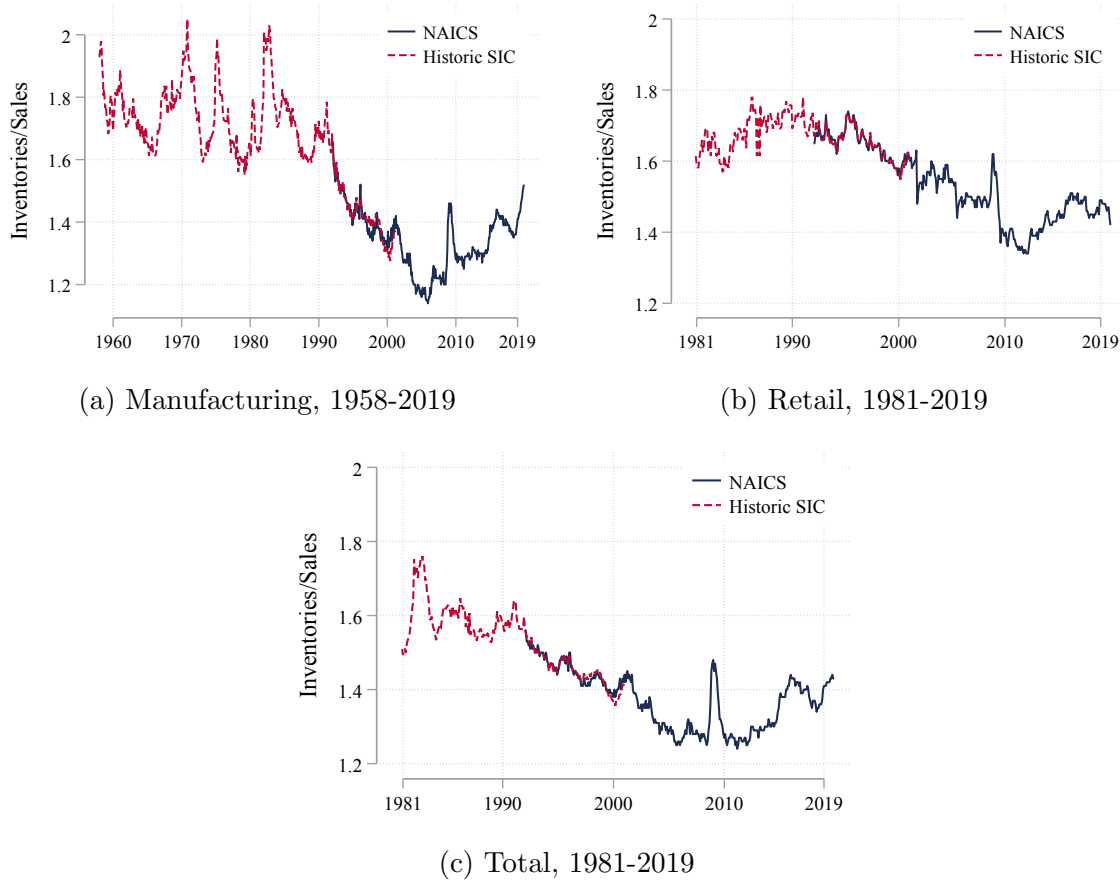 2
1.8
1.6
1.4
1.2
Inventories/Sales
NAICS
Historic SIC
1960 1970 1980 1990 2000 2010 2019
(a) Manufacturing, 1958-2019
2
1.8
1.6
1.4
1.2
Inventories/Sales
NAICS
Historic SIC
1981 1990 2000 2010 2019
(b) Retail, 1981-2019
2
1.8
1.6
1.4
1.2
Inventories/Sales
NAICS
Historic SIC
1981 1990 2000 2010 2019
(c) Total, 1981-2019